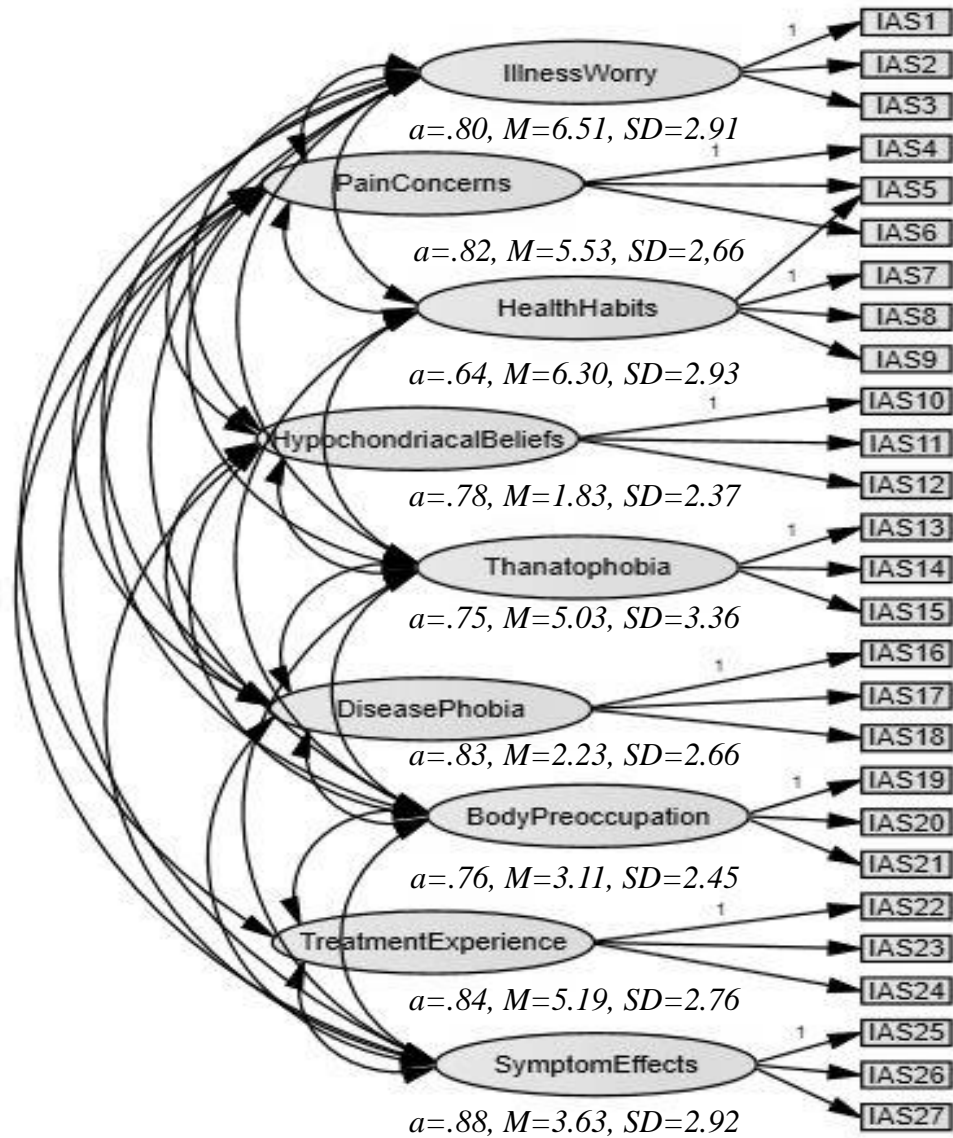 IAS1
1
IllnessWorry
IAS2
IAS3
a=.80, M=6.51, SD=2.91
1
IAS4
PainConcerns
IAS5
IAS6
a=.82, M=5.53, SD=2,66
1
IAS7
HealthHabits
IAS8
IAS9
a=.64, M=6.30, SD=2.93
1
IAS10
HypochondriacalBeliefs
IAS11
IAS12
a=.78, M=1.83, SD=2.37
1
IAS13
Thanatophobia
IAS14
IAS15
a=.75, M=5.03, SD=3.36
1
IAS16
DiseasePhobia
IAS17
IAS18
a=.83, M=2.23, SD=2.66
1
IAS19
BodyPreoccupation
IAS20
IAS21
a=.76, M=3.11, SD=2.45
1
IAS22
TreatmentExperience
IAS23
IAS24
a=.84, M=5.19, SD=2.76
1
IAS25
SymptomEffects
IAS26
IAS27
a=.88, M=3.63, SD=2.92